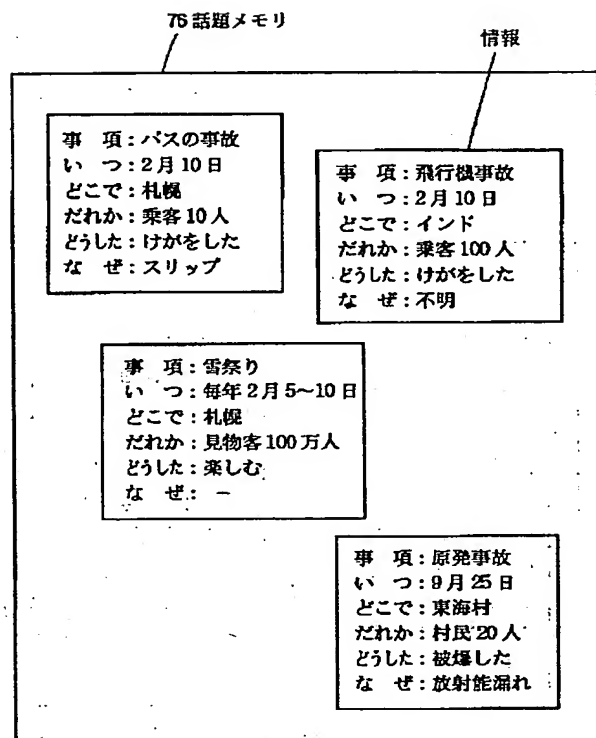 76話題メモリ
情報
事　項：バスの事故
い　つ：2月10日
どこで：札幌
だれか：乗客10人
どうした：けがをした
な　ぜ：スリップ
事　項：飛行機事故
い　つ：2月10日
どこで：インド
だれか：乗客100人
どうした：けがをした
な　ぜ：不明
事　項：雪祭り
い　つ：毎年2月5～10日
どこで：札幌
だれか：見物客100万人
どうした：楽しむ
な　ぜ：－
事　項：原発事故
い　つ：9月25日
どこで：東海村
だれか：村民20人
どうした：被爆した
な　ぜ：放射能漏れ